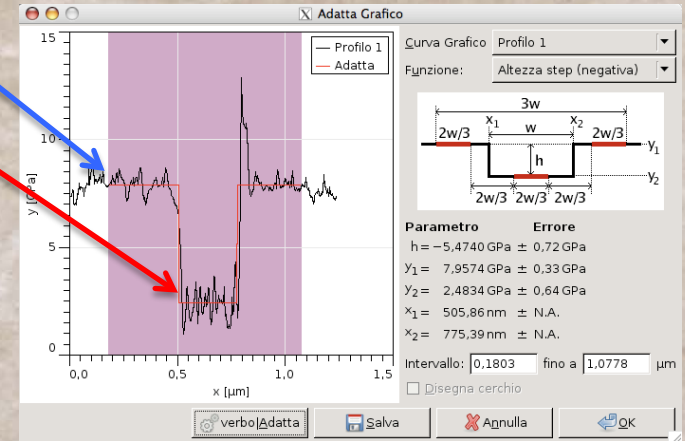 Adatta Grafico
15
10
5
0
y [GPa]
0,0 0,5 1,0 1,5
x [µm]
Profilo 1
Adatta
Curva Grafico Profilo 1
Funzione: Altezza step (negativa)
3w
2w/3 x1 w x2 2w/3
y1
h
y2
2w/3 2w/3 2w/3
Parametro Errore
h = −5,4740 GPa ± 0,72 GPa
y1 = 7,9574 GPa ± 0,33 GPa
y2 = 2,4834 GPa ± 0,64 GPa
x1 = 505,86 nm ± N.A.
x2 = 775,39 nm ± N.A.
Intervallo: 0,1803 fino a 1,0778 µm
Disegna cerchio
verbo|Adatta Salva Annulla OK